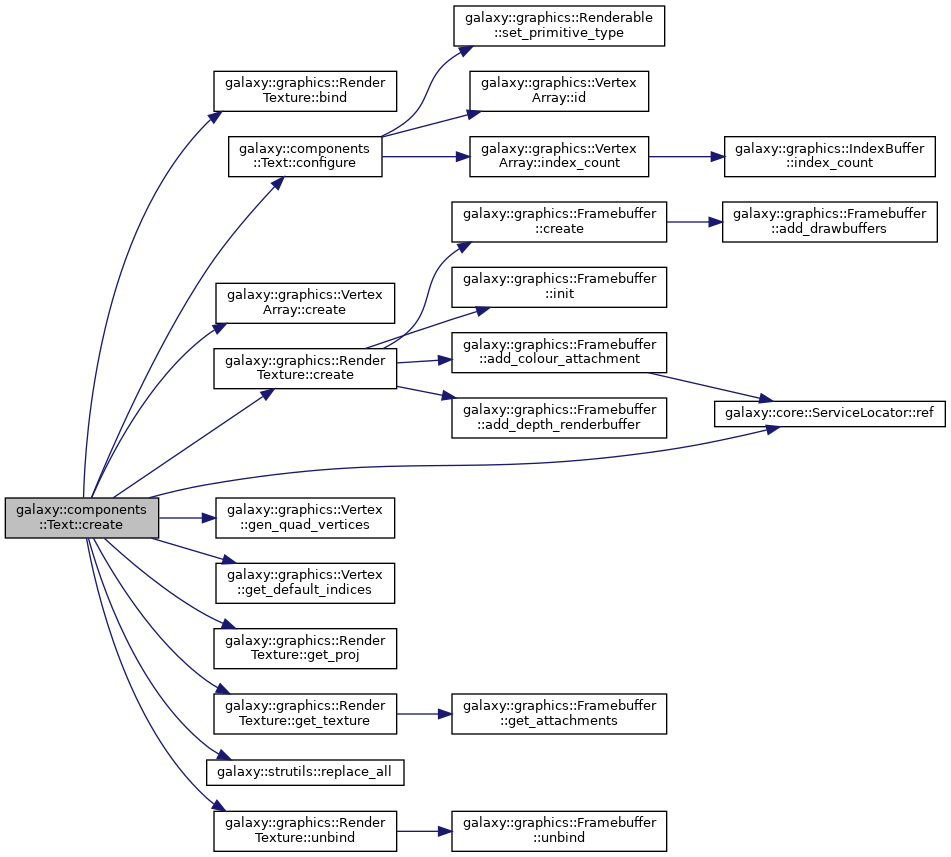 galaxy::graphics::Renderable
::set_primitive_type
galaxy::graphics::Render
Texture::bind
galaxy::graphics::Vertex
Array::id
galaxy::components
::Text::configure
galaxy::graphics::Vertex
Array::index_count
galaxy::graphics::IndexBuffer
::index_count
galaxy::graphics::Framebuffer
::create
galaxy::graphics::Framebuffer
::add_drawbuffers
galaxy::graphics::Framebuffer
::init
galaxy::graphics::Vertex
Array::create
galaxy::graphics::Render
Texture::create
galaxy::graphics::Framebuffer
::add_colour_attachment
galaxy::graphics::Framebuffer
::add_depth_renderbuffer
galaxy::core::ServiceLocator::ref
galaxy::components
::Text::create
galaxy::graphics::Vertex
::gen_quad_vertices
galaxy::graphics::Vertex
::get_default_indices
galaxy::graphics::Render
Texture::get_proj
galaxy::graphics::Render
Texture::get_texture
galaxy::graphics::Framebuffer
::get_attachments
galaxy::strutils::replace_all
galaxy::graphics::Render
Texture::unbind
galaxy::graphics::Framebuffer
::unbind